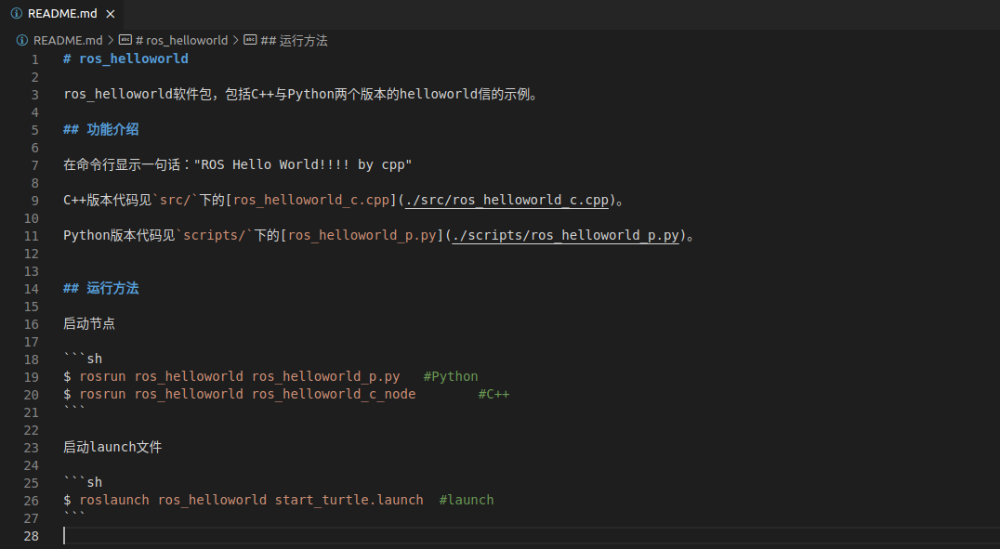 README.md
README.md > # ros_helloworld > ## 运行方法
1 # ros_helloworld
2
3 ros_helloworld软件包，包括C++与Python两个版本的helloworld信的示例。
4
5 ## 功能介绍
6
7 在命令行显示一句话："ROS Hello World!!!! by cpp"
8
9 C++版本代码见`src/`下的[ros_helloworld_c.cpp](./src/ros_helloworld_c.cpp)。
10
11 Python版本代码见`scripts/`下的[ros_helloworld_p.py](./scripts/ros_helloworld_p.py)。
12
13
14 ## 运行方法
15
16 启动节点
17
18 ```sh
19 $ rosrun ros_helloworld ros_helloworld_p.py   #Python
20 $ rosrun ros_helloworld ros_helloworld_c_node        #C++
21 ```
22
23 启动launch文件
24
25 ```sh
26 $ roslaunch ros_helloworld start_turtle.launch  #launch
27 ```
28